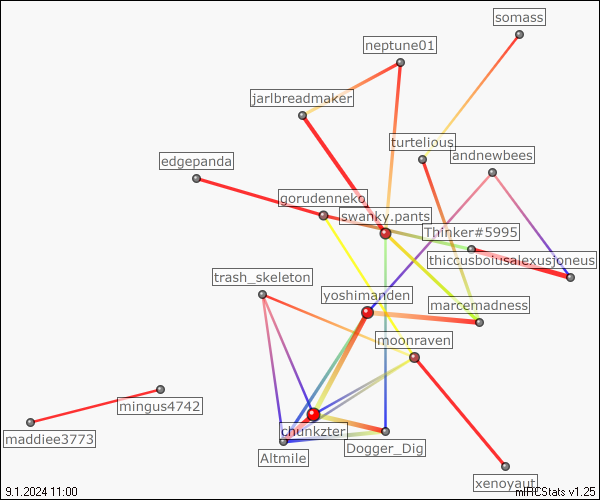 somass
neptune01
jarlbreadmaker
turtelious
andnewbees
edgepanda
gorudenneko
swanky.pants
Thinker#5995
thiccusboiusalexusjoneus
trash_skeleton
yoshimanden
marcemadness
moonraven
mingus4742
maddiee3773
chunkzter
Altmile
Dogger_Dig
xenoyaut
9.1.2024 11:00
mIRCStats v1.25